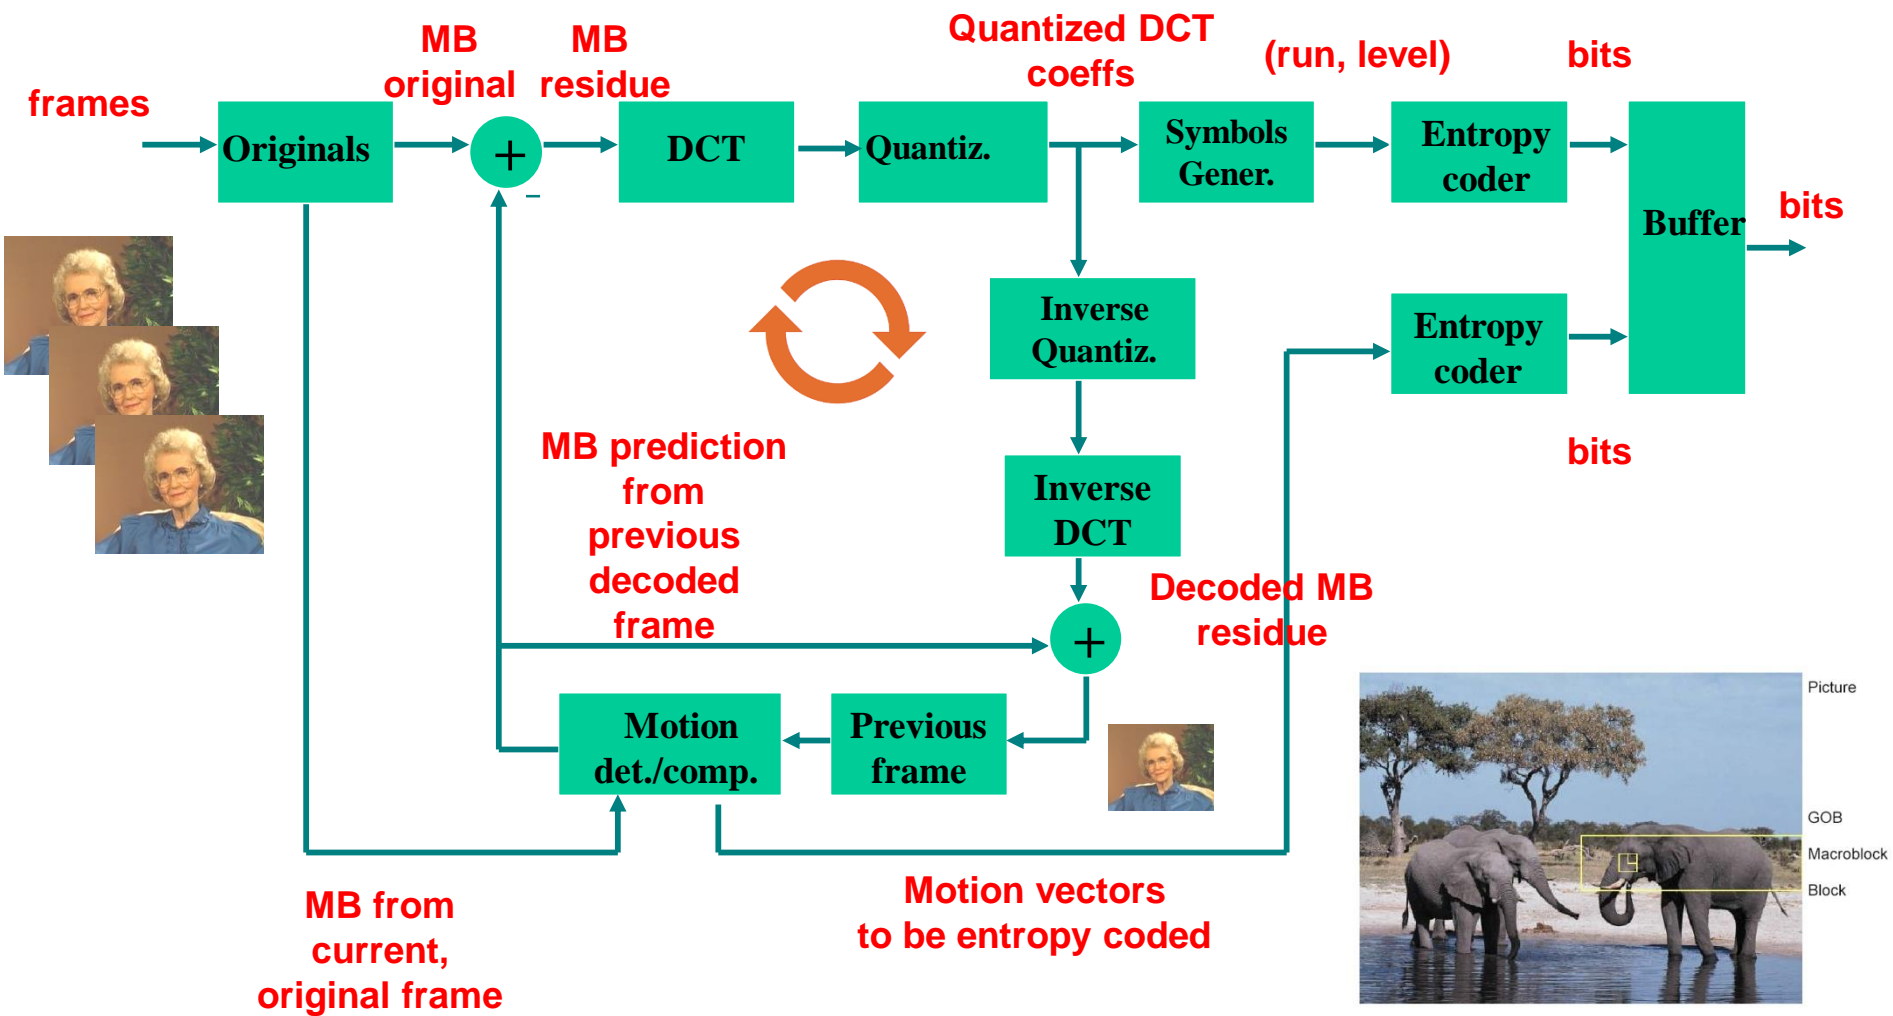 frames
MB
original
MB
residue
Quantized DCT
coeffs
(run, level)
bits
Originals
+
−
DCT
Quantiz.
Symbols
Gener.
Entropy
coder
Buffer
bits
Inverse
Quantiz.
Entropy
coder
bits
MB prediction
from
previous
decoded
frame
Inverse
DCT
Decoded MB
residue
+
Motion
det./comp.
Previous
frame
MB from
current,
original frame
Motion vectors
to be entropy coded
Picture
GOB
Macroblock
Block